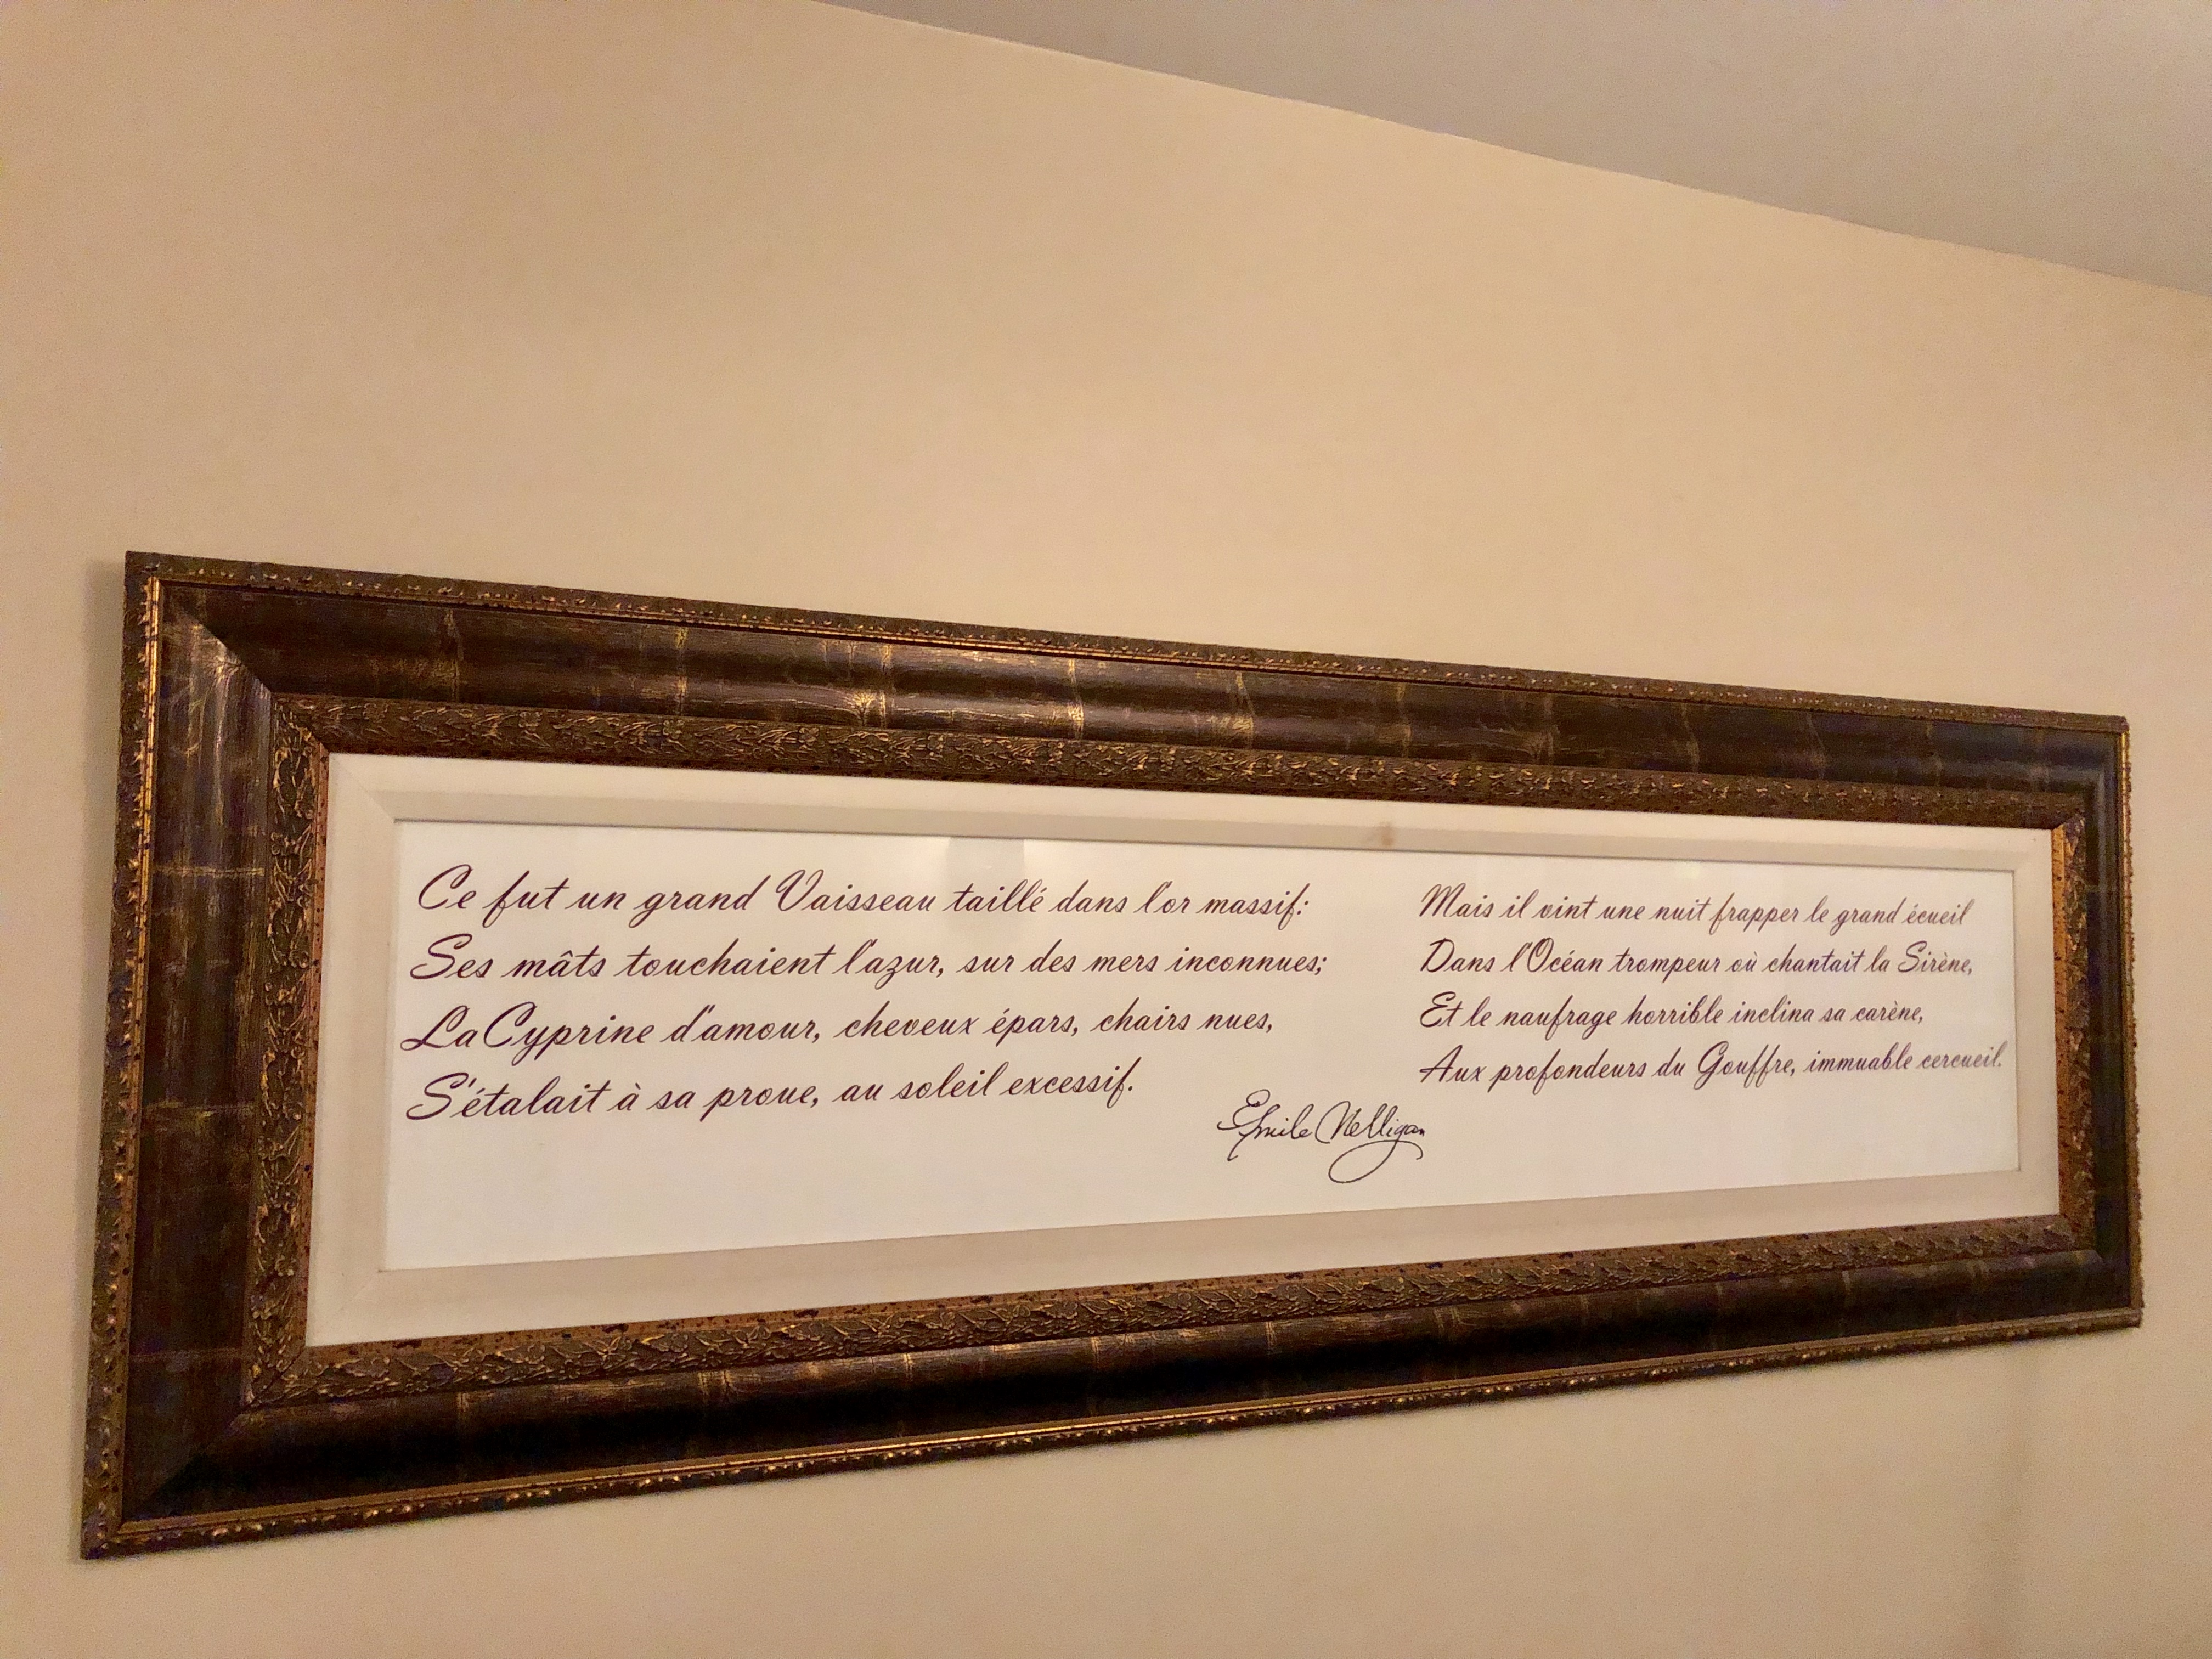 Ce fut un grand Vaisseau taillé dans l'or massif:
Ses mâts touchaient l'azur, sur des mers inconnues;
La Cyprine d'amour, cheveux épars, chairs nues,
S'étalait à sa proue, au soleil excessif.
Mais il vint une nuit frapper le grand écueil
Dans l'Océan trompeur où chantait la Sirène,
Et le naufrage horrible inclina sa carène,
Aux profondeurs du Gouffre, immuable cercueil.
Emile Nelligan